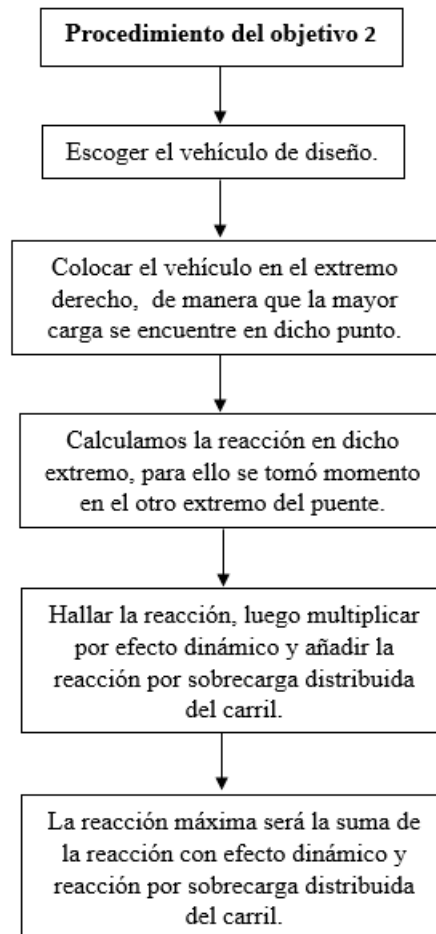 Procedimiento del objetivo 2
Escoger el vehículo de diseño.
Colocar el vehículo en el extremo
derecho, de manera que la mayor
carga se encuentre en dicho punto.
Calculamos la reacción en dicho
extremo, para ello se tomó momento
en el otro extremo del puente.
Hallar la reacción, luego multiplicar
por efecto dinámico y añadir la
reacción por sobrecarga distribuida
del carril.
La reacción máxima será la suma de
la reacción con efecto dinámico y
reacción por sobrecarga distribuida
del carril.